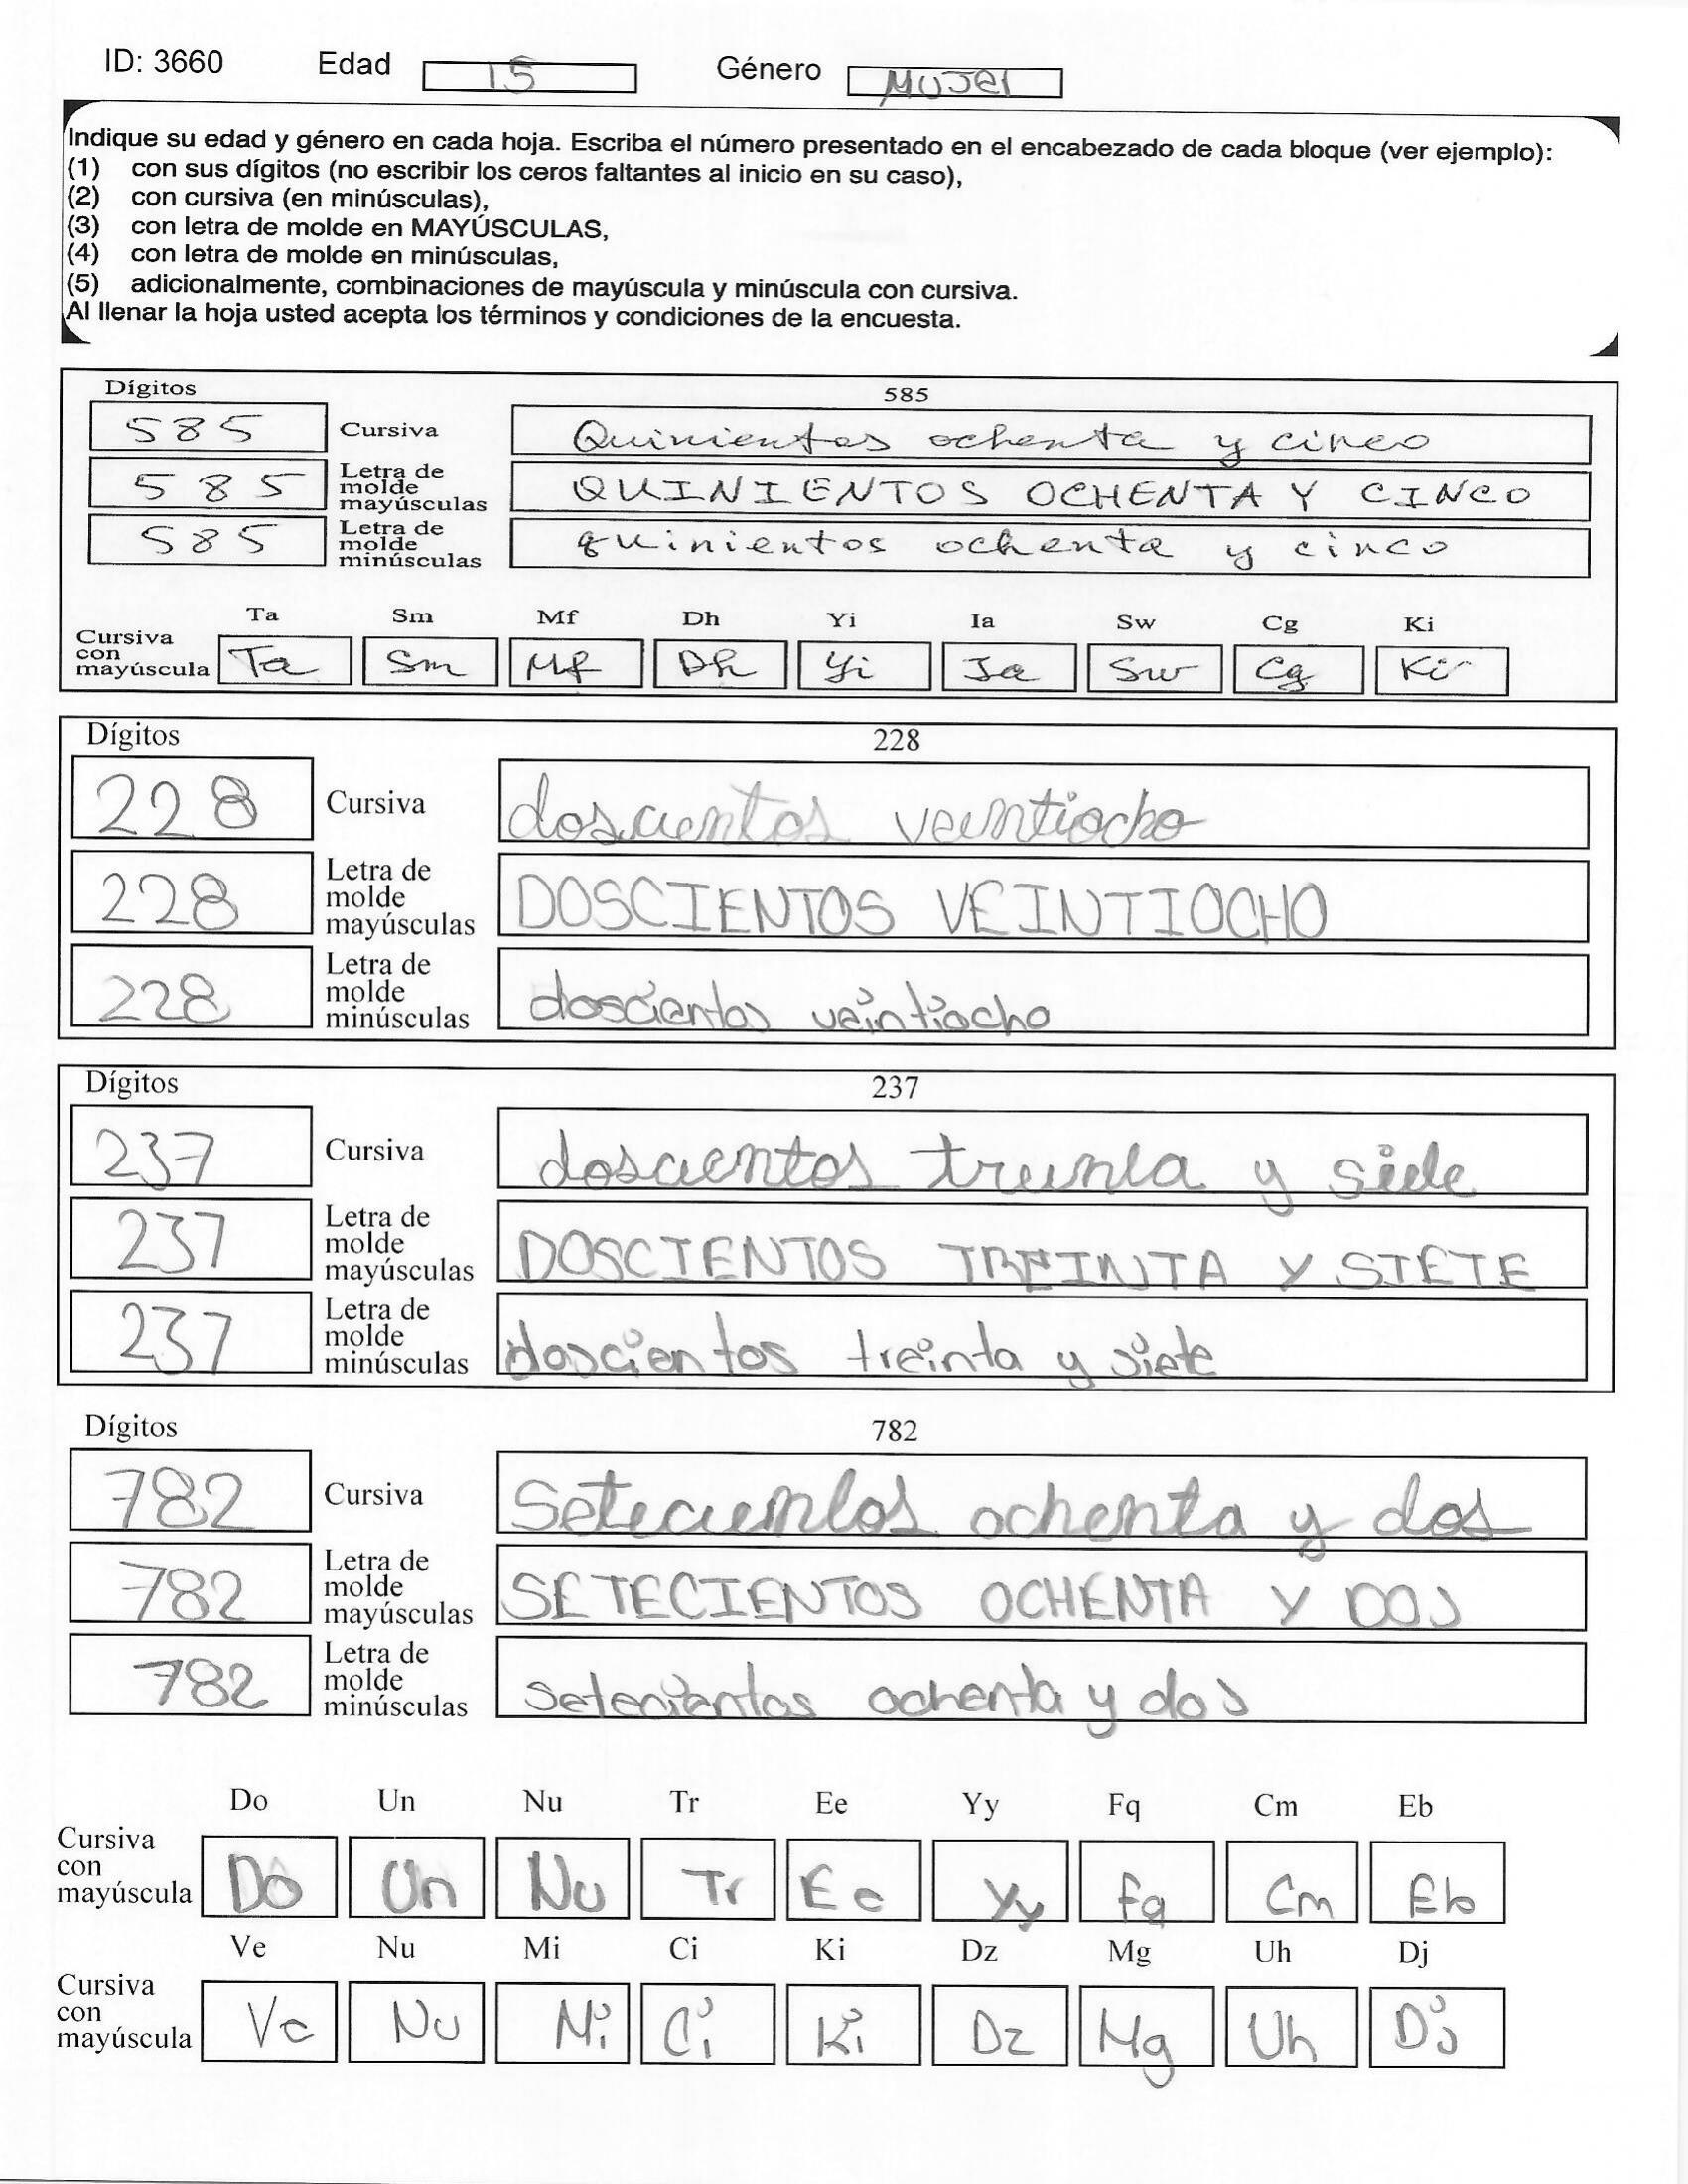 ID: 3660 Edad 15 Género Mujer
Indique su edad y género en cada hoja. Escriba el número presentado en el encabezado de cada bloque (ver ejemplo):
(1) con sus dígitos (no escribir los ceros faltantes al inicio en su caso),
(2) con cursiva (en minúsculas),
(3) con letra de molde en MAYÚSCULAS,
(4) con letra de molde en minúsculas,
(5) adicionalmente, combinaciones de mayúscula y minúscula con cursiva.
Al llenar la hoja usted acepta los términos y condiciones de la encuesta.
Dígitos 585
585 Cursiva Quinientos ochenta y cinco
585 Letra de molde mayúsculas QUINIENTOS OCHENTA Y CINCO
585 Letra de molde minúsculas quinientos ochenta y cinco
Ta Sm Mf Dh Yi Ia Sw Cg Ki
Cursiva con mayúscula Ta Sm Mf Dh Yi Ia Sw Cg Ki
Dígitos 228
228 Cursiva doscientos veintiocho
228 Letra de molde mayúsculas DOSCIENTOS VEINTIOCHO
228 Letra de molde minúsculas doscientos veintiocho
Dígitos 237
237 Cursiva doscientos treinta y siete
237 Letra de molde mayúsculas DOSCIENTOS TREINTA Y SIETE
237 Letra de molde minúsculas doscientos treinta y siete
Dígitos 782
782 Cursiva Setecientos ochenta y dos
782 Letra de molde mayúsculas SETECIENTOS OCHENTA Y DOS
782 Letra de molde minúsculas setecientos ochenta y dos
Do Un Nu Tr Ee Yy Fq Cm Eb
Cursiva con mayúscula Do Un Nu Tr Ee Yy Fq Cm Eb
Ve Nu Mi Ci Ki Dz Mg Uh Dj
Cursiva con mayúscula Ve Nu Mi Ci Ki Dz Mg Uh Dj